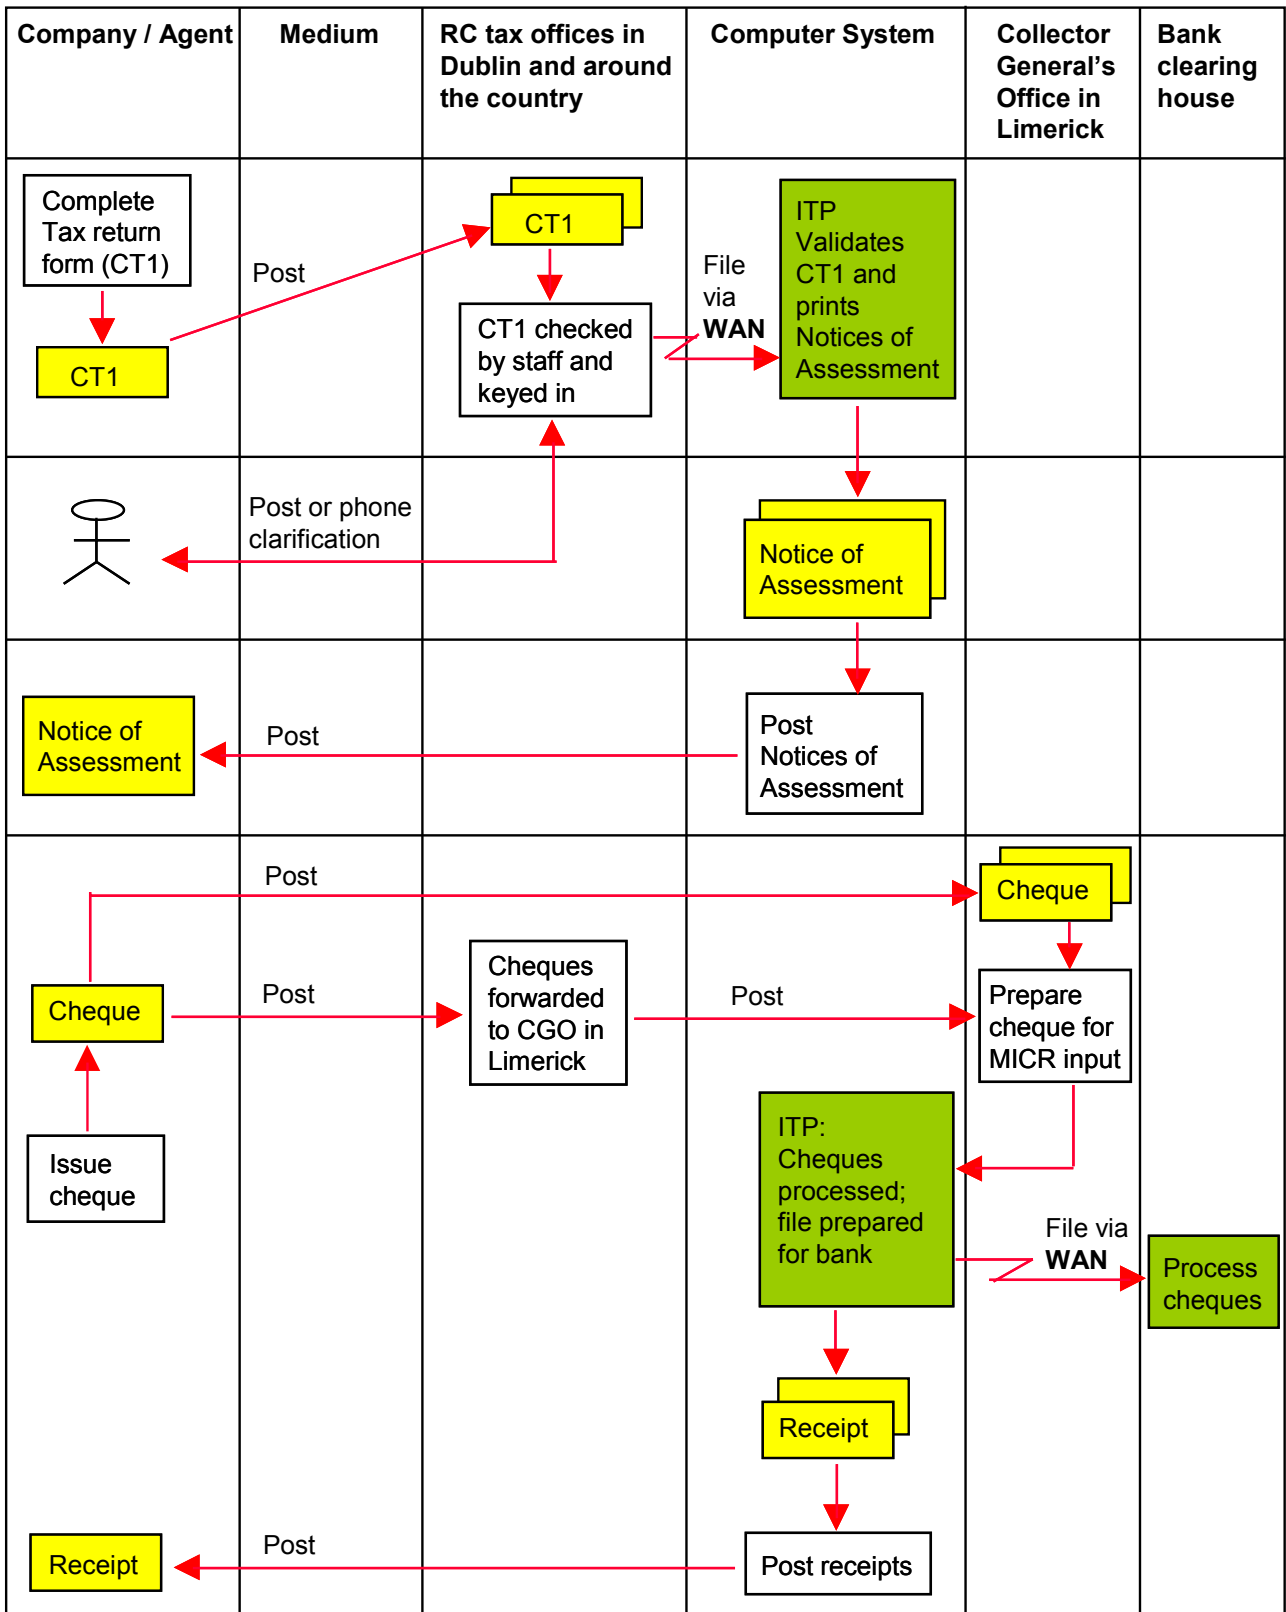 Company / Agent
Medium
RC tax offices in
Dublin and around
the country
Computer System
Collector
General's
Office in
Limerick
Bank
clearing
house
Complete
Tax return
form (CT1)
CT1
Post
CT1
CT1 checked
by staff and
keyed in
File
via
WAN
ITP
Validates
CT1 and
prints
Notices of
Assessment
Post or phone
clarification
Notice of
Assessment
Notice of
Assessment
Post
Post
Notices of
Assessment
Post
Cheque
Cheque
Post
Cheques
forwarded
to CGO in
Limerick
Post
Prepare
cheque for
MICR input
Issue
cheque
ITP:
Cheques
processed;
file prepared
for bank
File via
WAN
Process
cheques
Receipt
Receipt
Post
Post receipts